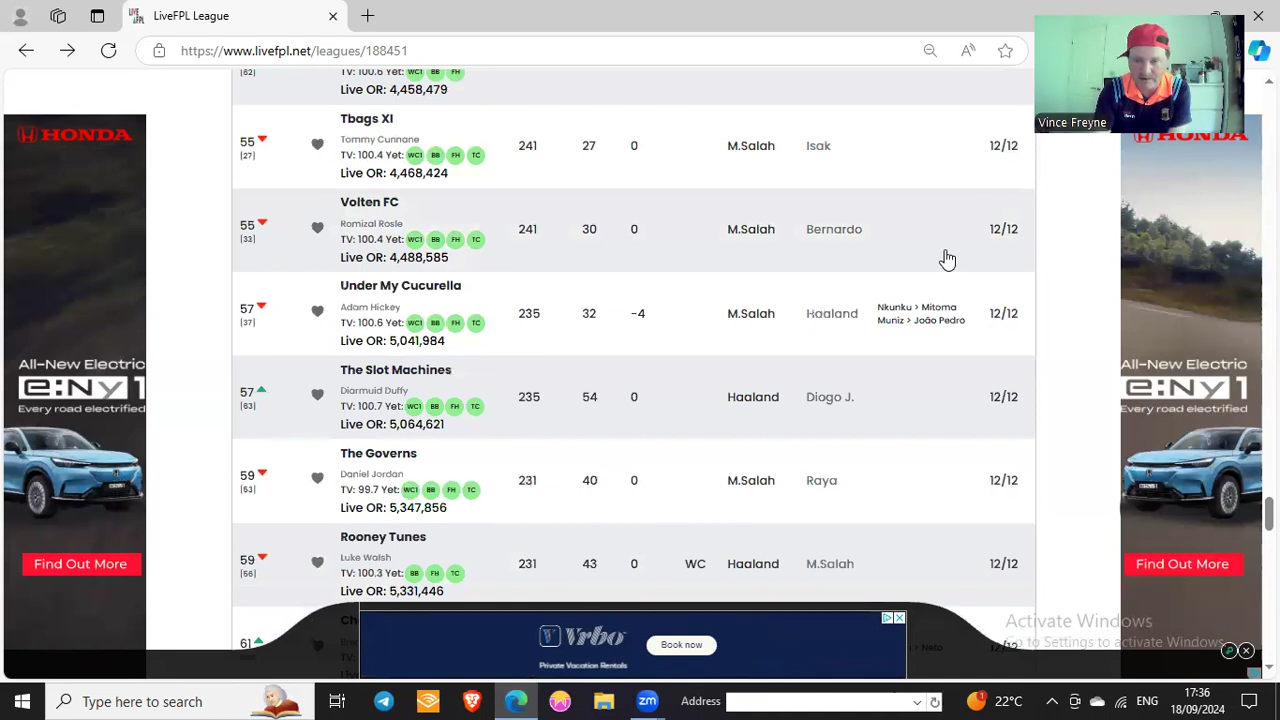 LiveFPL League
https://www.livefpl.net/leagues/188451
Vince Freyne
[62] TV: 100.6 Yet: WC1 BB FH
Live OR: 4,458,479
Tbags XI
55 [27] Tommy Cunnane 241 27 0 M.Salah Isak 12/12
TV: 100.4 Yet: WC1 BB FH TC
Live OR: 4,468,424
Volten FC
55 [33] Romizal Rosle 241 30 0 M.Salah Bernardo 12/12
TV: 100.4 Yet: WC1 BB FH TC
Live OR: 4,488,585
Under My Cucurella
57 [37] Adam Hickey 235 32 -4 M.Salah Haaland Nkunku > Mitoma 12/12
Muniz > João Pedro
TV: 100.6 Yet: WC1 BB FH TC
Live OR: 5,041,984
The Slot Machines
57 [63] Diarmuid Duffy 235 54 0 Haaland Diogo J. 12/12
TV: 100.7 Yet: WC1 BB FH TC
Live OR: 5,064,621
The Governs
59 [53] Daniel Jordan 231 40 0 M.Salah Raya 12/12
TV: 99.7 Yet: WC1 BB FH TC
Live OR: 5,347,856
Rooney Tunes
59 [56] Luke Walsh 231 43 0 WC Haaland M.Salah 12/12
TV: 100.3 Yet: BB FH TC
Live OR: 5,331,446
61
> Neto 12/12
HONDA
All-New Electric
e:Ny1
Every road electrified
Find Out More
HONDA
All-New Electric
e:Ny1
Every road electrified
Find Out More
Vrbo
Private Vacation Rentals
Book now
Activate Windows
Go to Settings to activate Windows.
Type here to search
zm
Address
1
22°C
ENG
17:36
18/09/2024